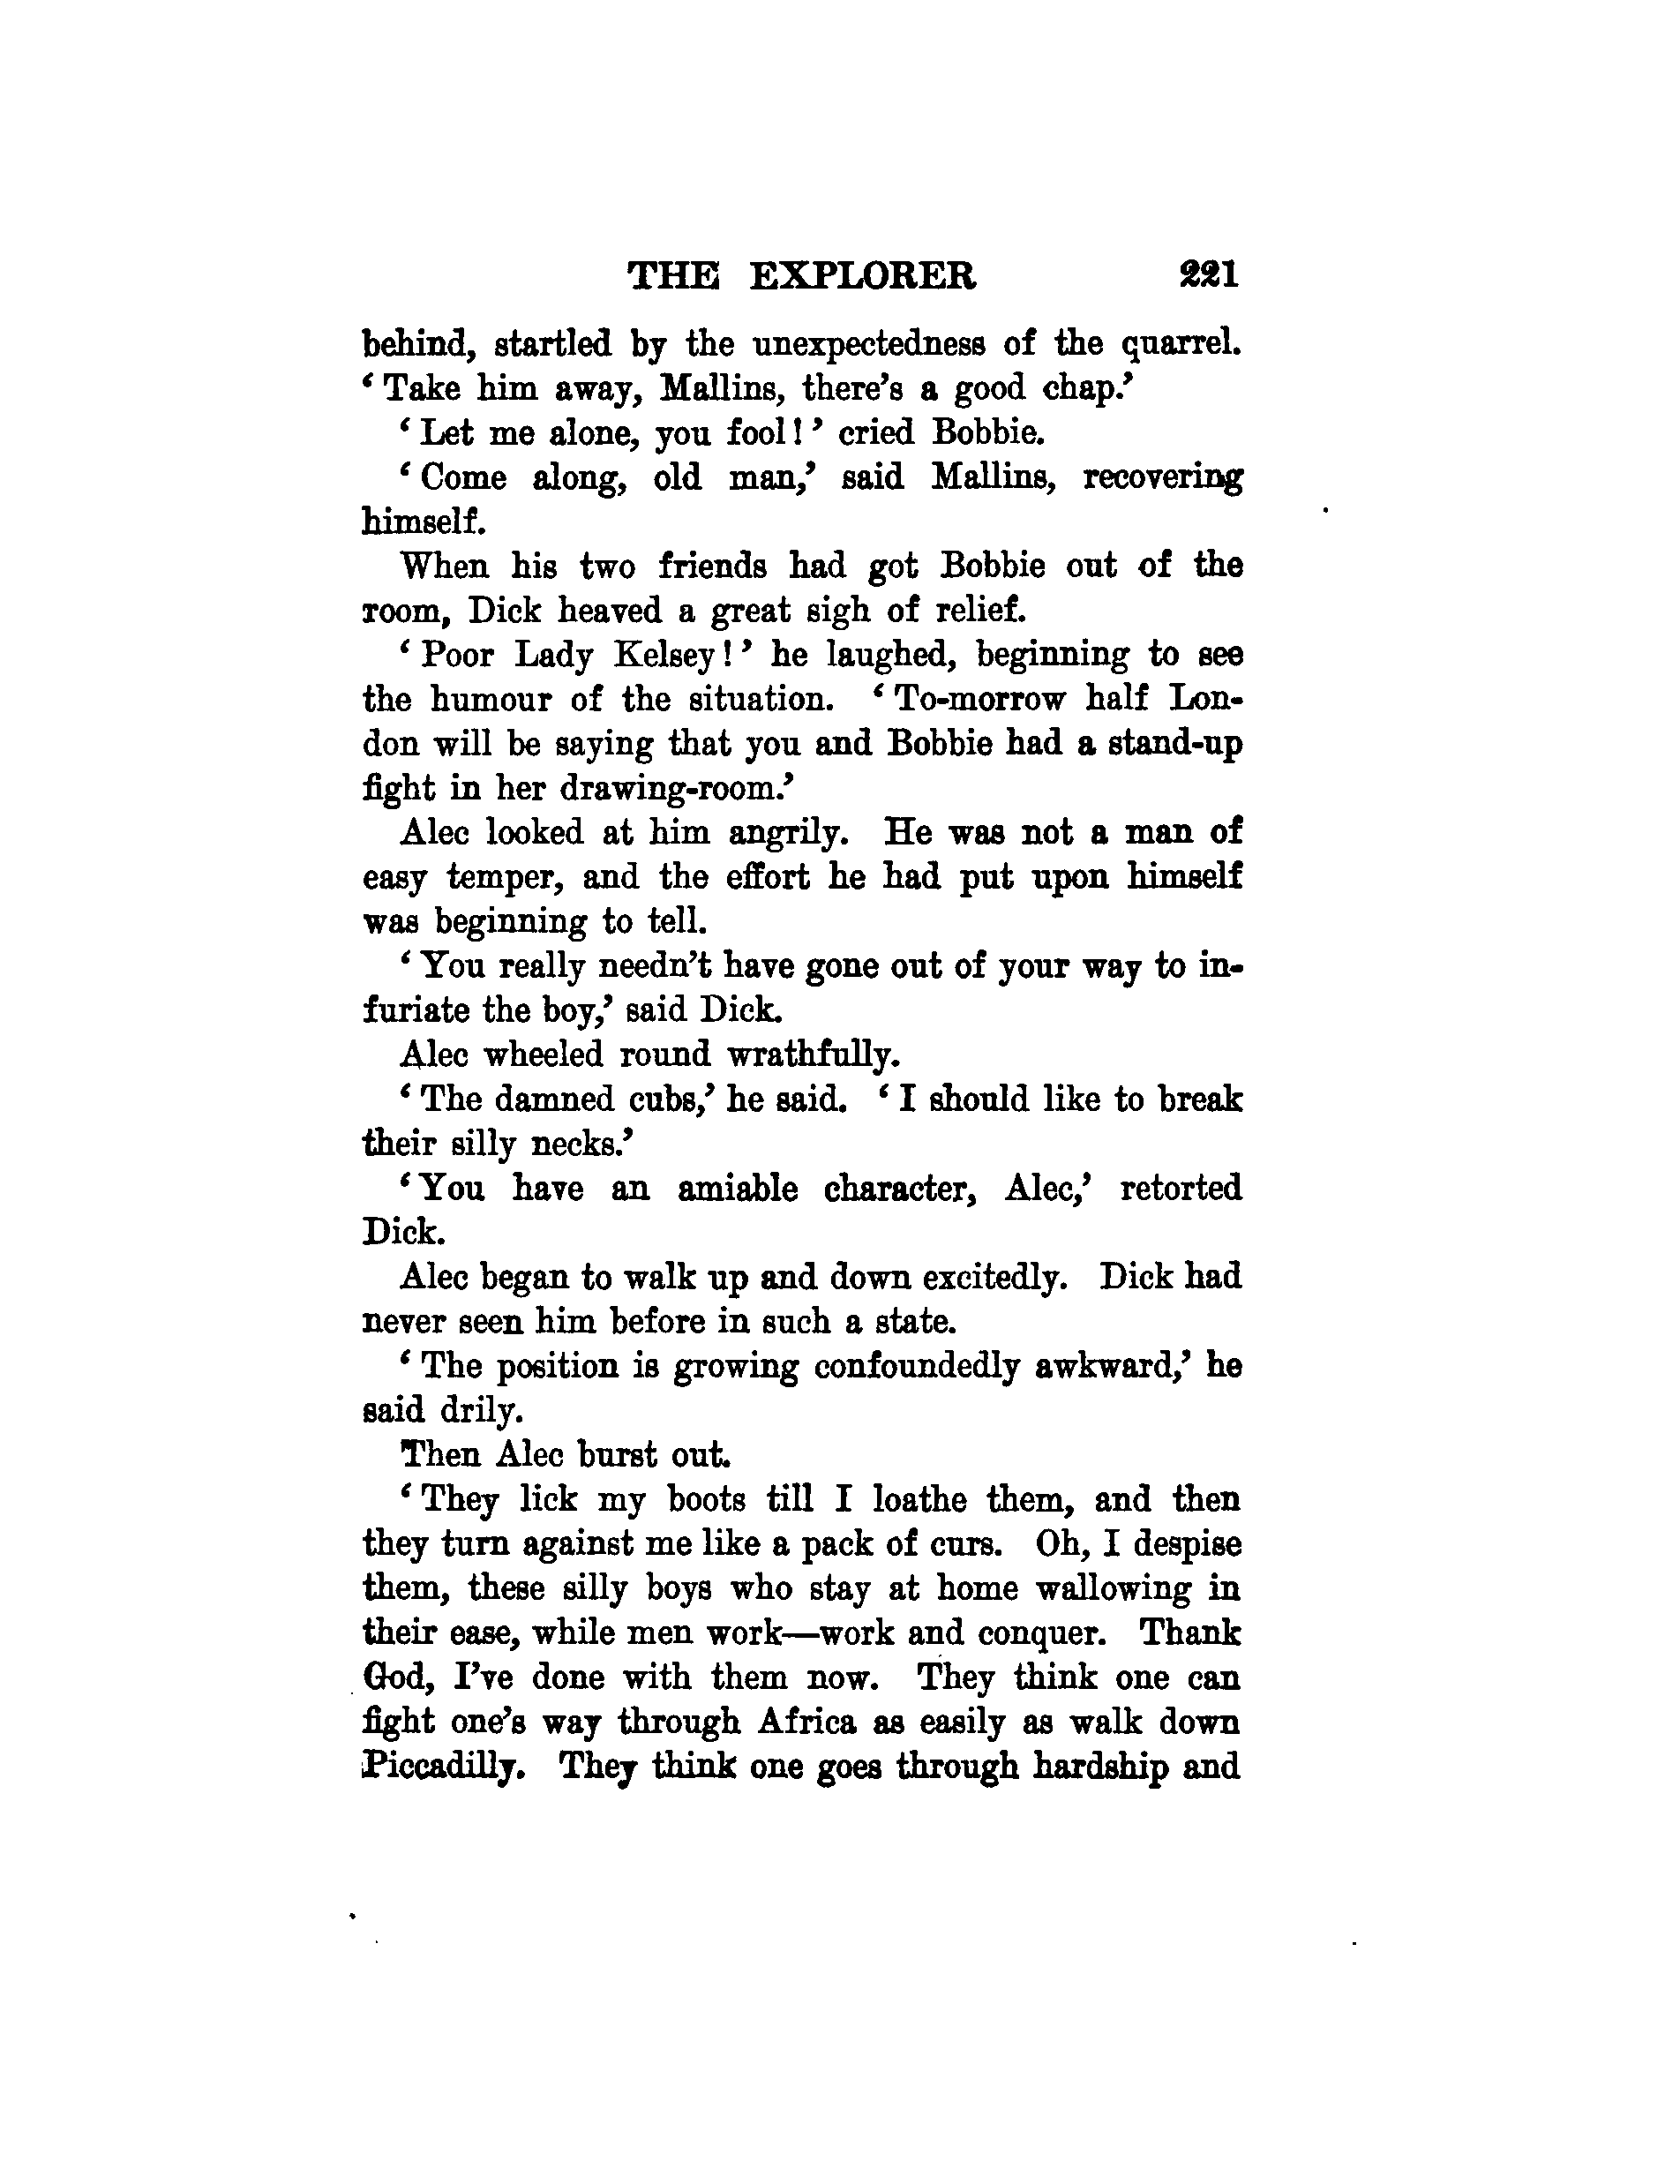 THE EXPLORER 221
behind, startled by the unexpectedness of the quarrel.
‘Take him away, Mallins, there’s a good chap.’
‘Let me alone, you fool!’ cried Bobbie.
‘Come along, old man,’ said Mallins, recovering
himself.
When his two friends had got Bobbie out of the
room, Dick heaved a great sigh of relief.
‘Poor Lady Kelsey!’ he laughed, beginning to see
the humour of the situation. ‘To-morrow half Lon-
don will be saying that you and Bobbie had a stand-up
fight in her drawing-room.’
Alec looked at him angrily. He was not a man of
easy temper, and the effort he had put upon himself
was beginning to tell.
‘You really needn’t have gone out of your way to in-
furiate the boy,’ said Dick.
Alec wheeled round wrathfully.
‘The damned cubs,’ he said. ‘I should like to break
their silly necks.’
‘You have an amiable character, Alec,’ retorted
Dick.
Alec began to walk up and down excitedly. Dick had
never seen him before in such a state.
‘The position is growing confoundedly awkward,’ he
said drily.
Then Alec burst out.
‘They lick my boots till I loathe them, and then
they turn against me like a pack of curs. Oh, I despise
them, these silly boys who stay at home wallowing in
their ease, while men work—work and conquer. Thank
God, I’ve done with them now. They think one can
fight one’s way through Africa as easily as walk down
Piccadilly. They think one goes through hardship and